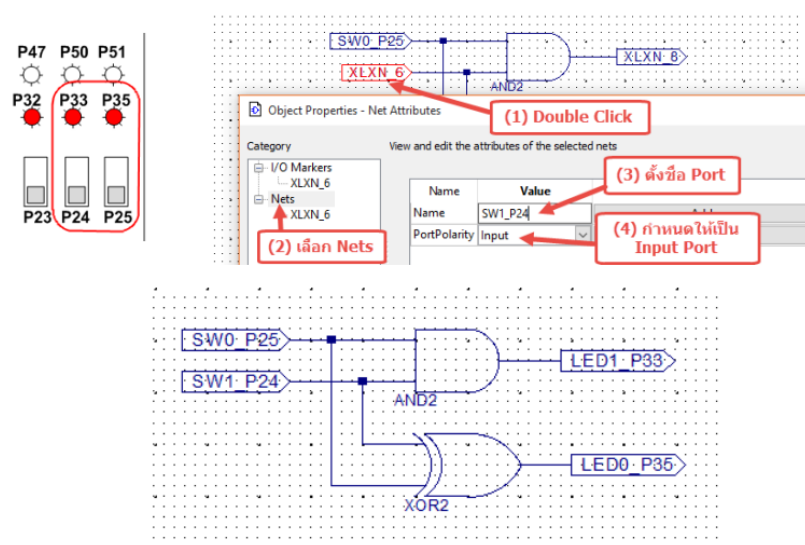 P47 P50 P51
P32 P33 P35
P23 P24 P25
SW0_P25
XLXN_6
XLXN_8
AND2
(1) Double Click
Object Properties - Net Attributes
Category
View and edit the attributes of the selected nets
I/O Markers
XLXN_6
Nets
XLXN_6
(2) เลือก Nets
Name Value
Name SW1_P24
PortPolarity Input
(3) ตั้งชื่อ Port
(4) กำหนดให้เป็น
Input Port
SW0_P25
SW1_P24
AND2
LED1_P33
XOR2
LED0_P35